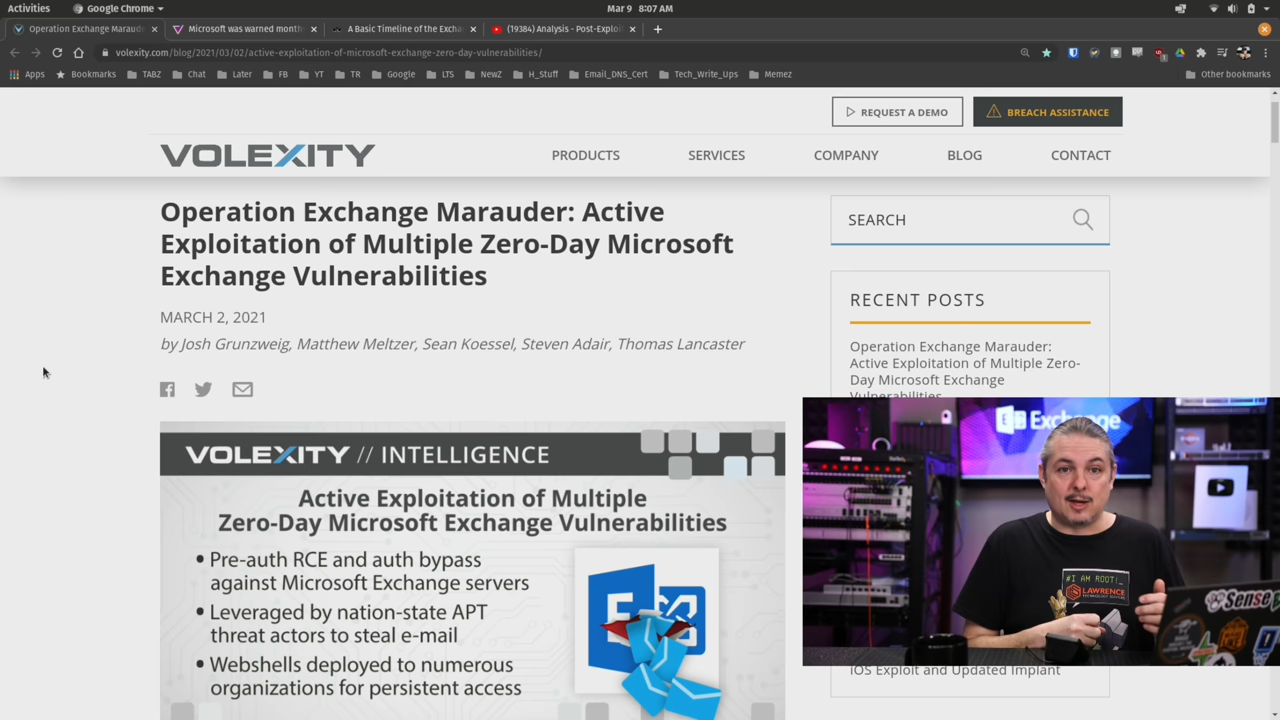 Activities
Google Chrome
Mar 9 8:07 AM
Operation Exchange Maraud
Microsoft was warned mont
A Basic Timeline of the Exch
(19384) Analysis - Post-Exploi
volexity.com/blog/2021/03/02/active-exploitation-of-microsoft-exchange-zero-day-vulnerabilities/
Apps
Bookmarks
TABZ
Chat
Later
FB
YT
TR
Google
LTS
NewZ
H_Stuff
Email_DNS_Cert
Tech_Write_Ups
Memez
Other bookmarks
REQUEST A DEMO
BREACH ASSISTANCE
VOLEXITY
PRODUCTS
SERVICES
COMPANY
BLOG
CONTACT
Operation Exchange Marauder: Active
Exploitation of Multiple Zero-Day Microsoft
Exchange Vulnerabilities
MARCH 2, 2021
by Josh Grunzweig, Matthew Meltzer, Sean Koessel, Steven Adair, Thomas Lancaster
VOLEXITY // INTELLIGENCE
Active Exploitation of Multiple
Zero-Day Microsoft Exchange Vulnerabilities
• Pre-auth RCE and auth bypass
against Microsoft Exchange servers
• Leveraged by nation-state APT
threat actors to steal e-mail
• Webshells deployed to numerous
organizations for persistent access
SEARCH
RECENT POSTS
Operation Exchange Marauder:
Active Exploitation of Multiple Zero-
Day Microsoft Exchange
Vulnerabilities
Exchange
#I AM ROOT!_
LAWRENCE
TECHNOLOGY SERVICES
Sense
iOS Exploit and Updated Implant